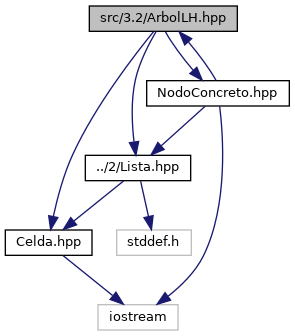 src/3.2/ArbolLH.hpp
NodoConcreto.hpp
../2/Lista.hpp
Celda.hpp
stddef.h
iostream